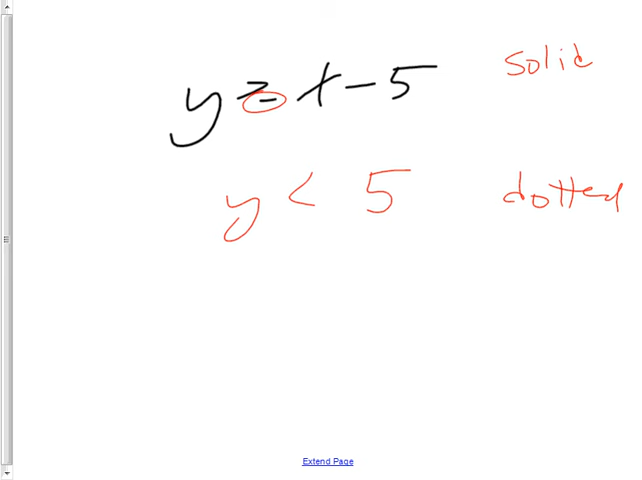 y ≥ x - 5 solid
y < 5 dotted
Extend Page